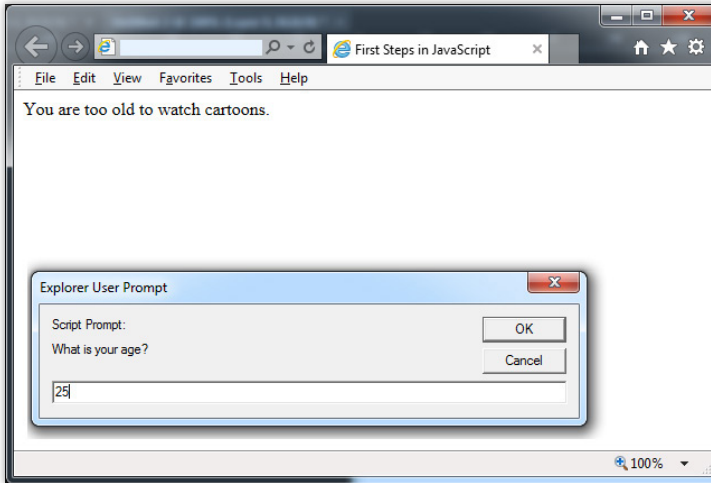 First Steps in JavaScript
File Edit View Favorites Tools Help
You are too old to watch cartoons.
Explorer User Prompt
Script Prompt:
OK
What is your age?
Cancel
25
100%